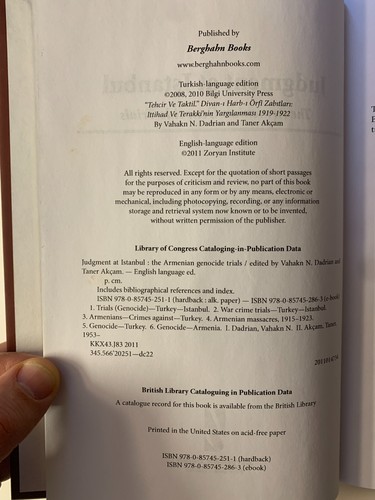 Published by
Berghahn Books
www.berghahnbooks.com
Turkish-language edition
©2008, 2010 Bilgi University Press
"Tehcir Ve Taktil." Divan-ı Harb-ı Örfi Zabıtları:
Ittihad Ve Terakki'nin Yargılanması 1919-1922
By Vahakn N. Dadrian and Taner Akçam
English-language edition
©2011 Zoryan Institute
All rights reserved. Except for the quotation of short passages
for the purposes of criticism and review, no part of this book
may be reproduced in any form or by any means, electronic or
mechanical, including photocopying, recording, or any information
storage and retrieval system now known or to be invented,
without written permission of the publisher.
Library of Congress Cataloging-in-Publication Data
Judgment at Istanbul : the Armenian genocide trials / edited by Vahakn N. Dadrian and
Taner Akçam. — English language ed.
p. cm.
Includes bibliographical references and index.
ISBN 978-0-85745-251-1 (hardback : alk. paper) — ISBN 978-0-85745-286-3 (e-book)
1. Trials (Genocide)—Turkey—Istanbul. 2. War crime trials—Turkey—Istanbul.
3. Armenians—Crimes against—Turkey. 4. Armenian massacres, 1915–1923.
5. Genocide—Turkey. 6. Genocide—Armenia. I. Dadrian, Vahakn N. II. Akçam, Taner,
1953–
KKX43.J83 2011
345.566'20251—dc22
British Library Cataloguing in Publication Data
A catalogue record for this book is available from the British Library
Printed in the United States on acid-free paper
ISBN 978-0-85745-251-1 (hardback)
ISBN 978-0-85745-286-3 (ebook)